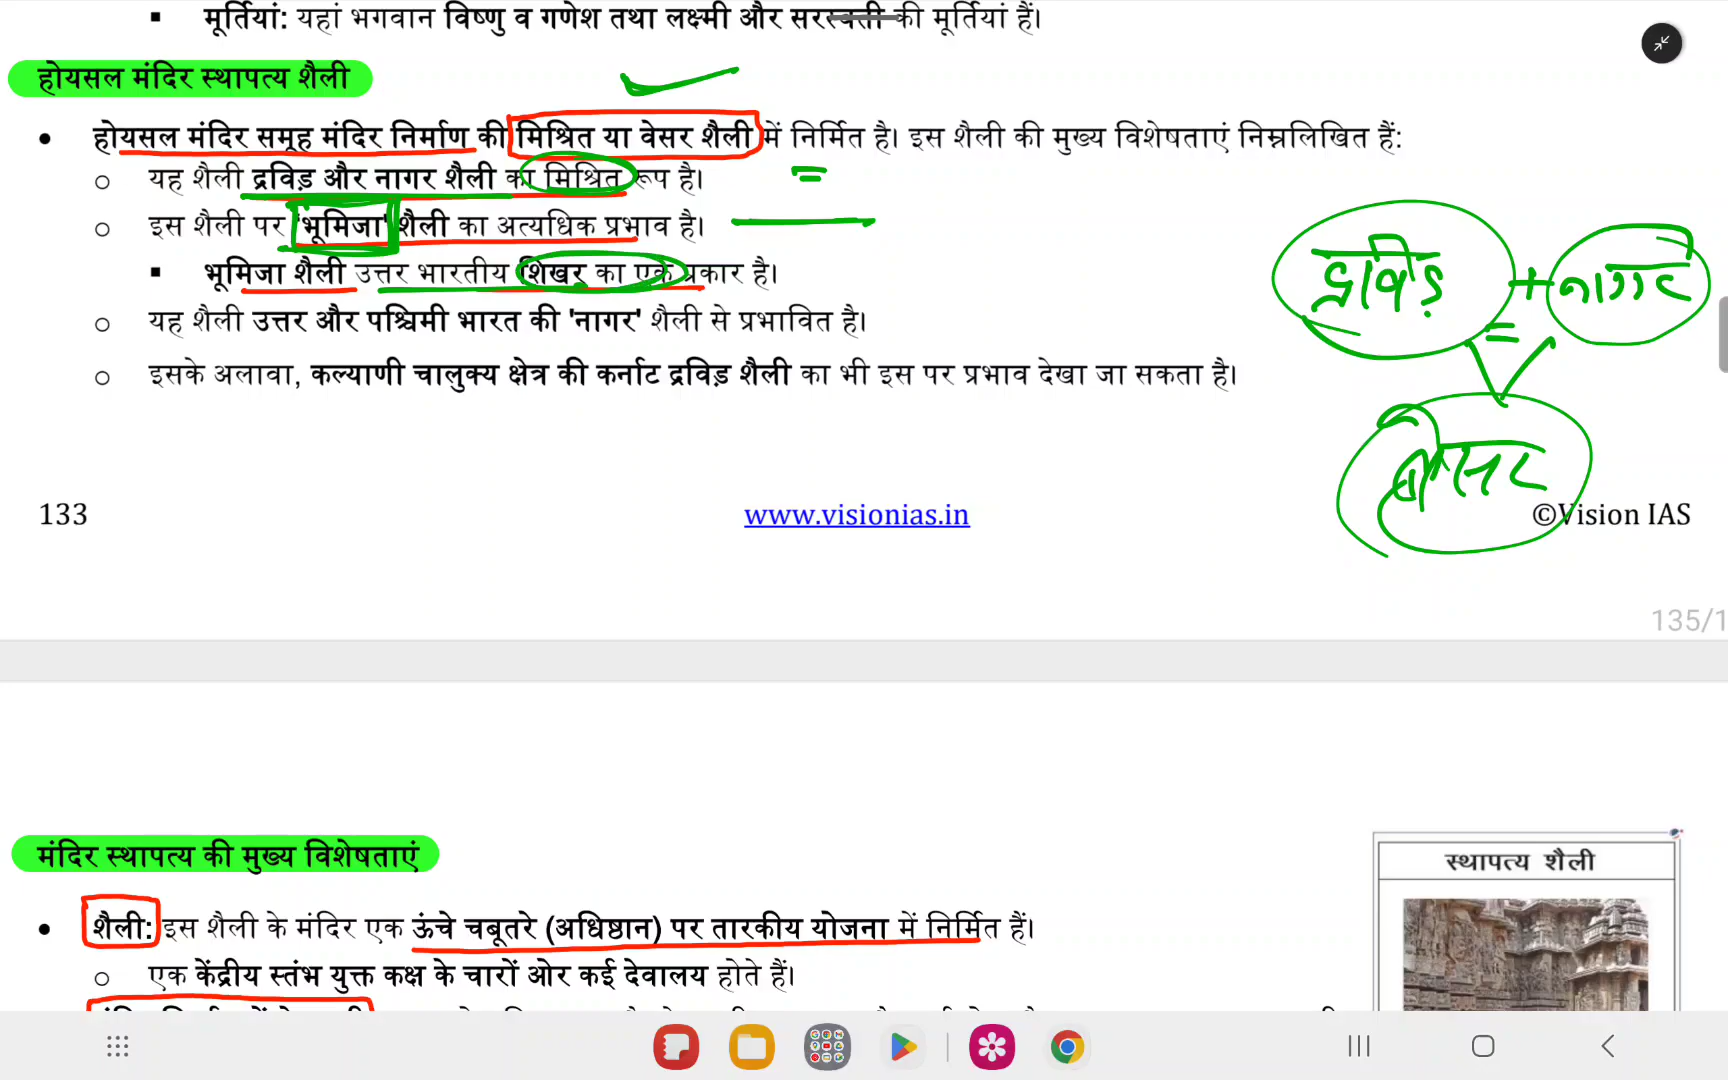 ▪ मूर्तियां: यहां भगवान विष्णु व गणेश तथा लक्ष्मी और सरस्वती की मूर्तियां हैं।
होयसल मंदिर स्थापत्य शैली
• होयसल मंदिर समूह मंदिर निर्माण की मिश्रित या वेसर शैली में निर्मित है। इस शैली की मुख्य विशेषताएं निम्नलिखित हैं:
○ यह शैली द्रविड़ और नागर शैली का मिश्रित रूप है।
○ इस शैली पर 'भूमिजा' शैली का अत्यधिक प्रभाव है।
▪ भूमिजा शैली उत्तर भारतीय शिखर का एक प्रकार है।
द्रविड़ + नागर
○ यह शैली उत्तर और पश्चिमी भारत की 'नागर' शैली से प्रभावित है।
○ इसके अलावा, कल्याणी चालुक्य क्षेत्र की कर्नाट द्रविड़ शैली का भी इस पर प्रभाव देखा जा सकता है।
133 www.visionias.in ©Vision IAS
135/1
मंदिर स्थापत्य की मुख्य विशेषताएं
स्थापत्य शैली
• शैली: इस शैली के मंदिर एक ऊंचे चबूतरे (अधिष्ठान) पर तारकीय योजना में निर्मित हैं।
○ एक केंद्रीय स्तंभ युक्त कक्ष के चारों ओर कई देवालय होते हैं।